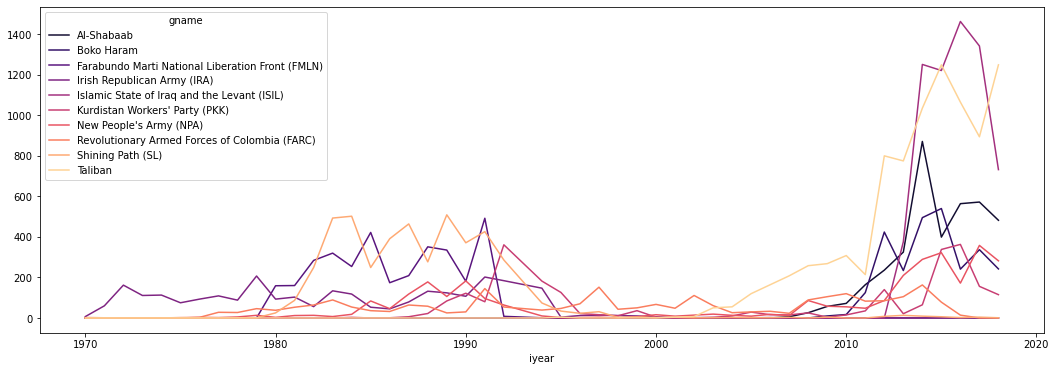 gname
Al-Shabaab
Boko Haram
Farabundo Marti National Liberation Front (FMLN)
Irish Republican Army (IRA)
Islamic State of Iraq and the Levant (ISIL)
Kurdistan Workers' Party (PKK)
New People's Army (NPA)
Revolutionary Armed Forces of Colombia (FARC)
Shining Path (SL)
Taliban
1400
1200
1000
800
600
400
200
0
1970 1980 1990 2000 2010 2020
iyear